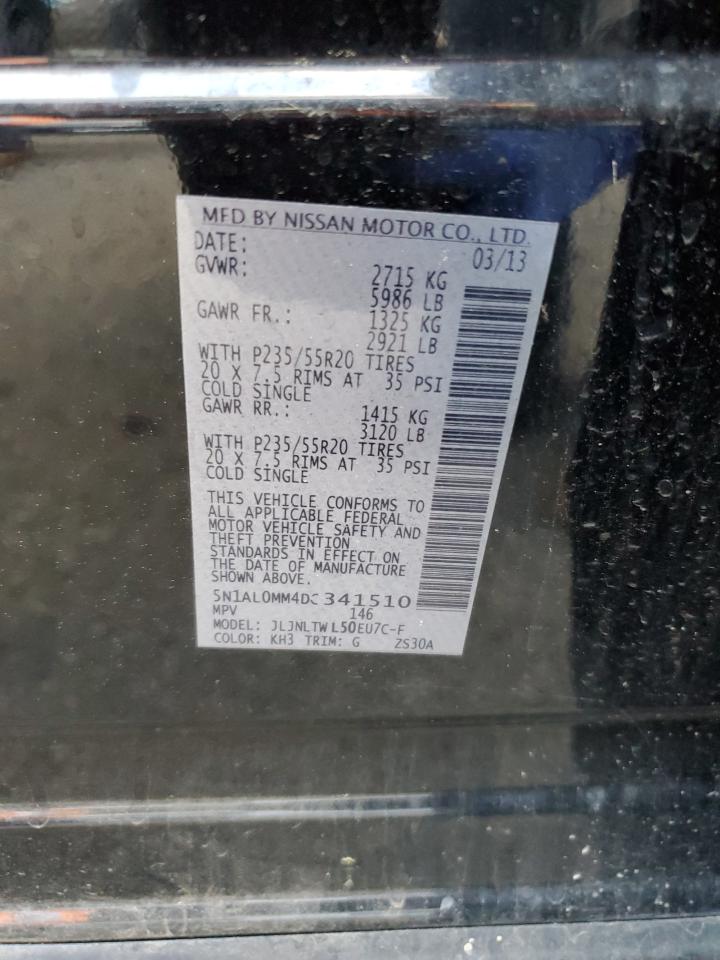 MFD BY NISSAN MOTOR CO., LTD.
DATE: 03/13
GVWR: 2715 KG
5986 LB
GAWR FR.: 1325 KG
2921 LB
WITH P235/55R20 TIRES
20 X 7.5 RIMS AT 35 PSI
COLD SINGLE
GAWR RR.: 1415 KG
3120 LB
WITH P235/55R20 TIRES
20 X 7.5 RIMS AT 35 PSI
COLD SINGLE
THIS VEHICLE CONFORMS TO
ALL APPLICABLE FEDERAL
MOTOR VEHICLE SAFETY AND
THEFT PREVENTION
STANDARDS IN EFFECT ON
THE DATE OF MANUFACTURE
SHOWN ABOVE.
5N1AL0MM4DC341510
MPV 146
MODEL: JLJNLTWL50EU7C-F
COLOR: KH3 TRIM: G ZS30A